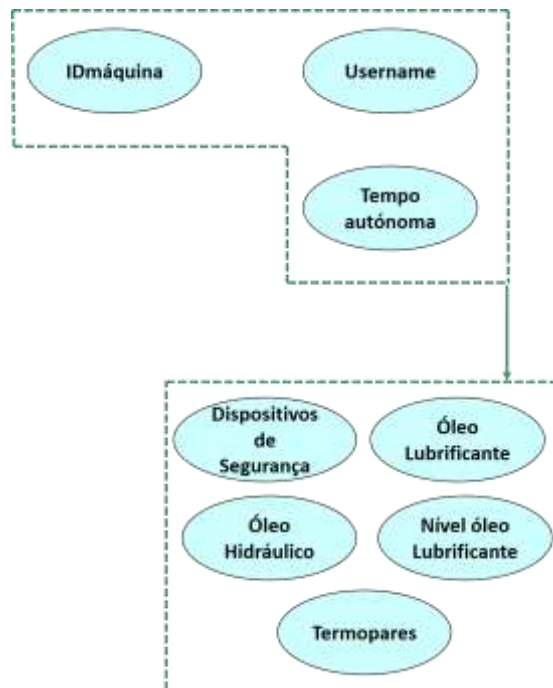 IDmáquina
Username
Tempo
autónoma
Dispositivos
de
Segurança
Óleo
Lubrificante
Óleo
Hidráulico
Nível óleo
Lubrificante
Termopares